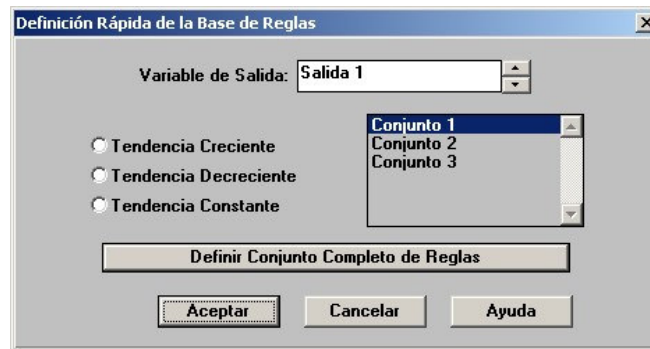 Definición Rápida de la Base de Reglas
Variable de Salida: Salida 1
Tendencia Creciente
Tendencia Decreciente
Tendencia Constante
Conjunto 1
Conjunto 2
Conjunto 3
Definir Conjunto Completo de Reglas
Aceptar Cancelar Ayuda